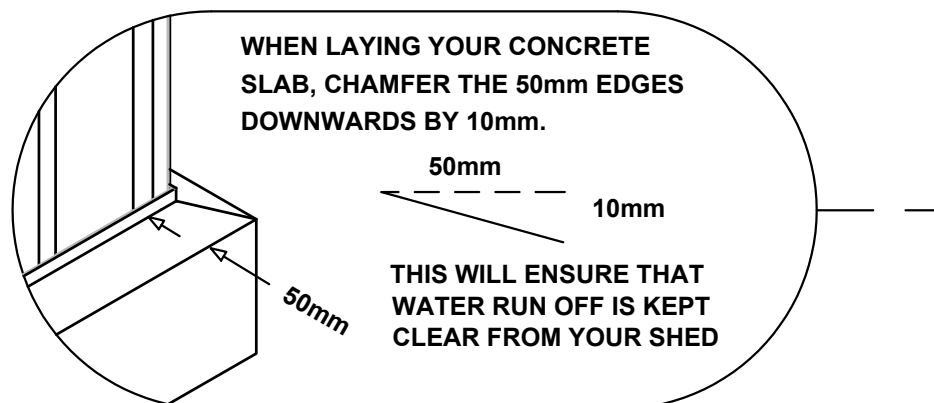 WHEN LAYING YOUR CONCRETE
SLAB, CHAMFER THE 50mm EDGES
DOWNWARDS BY 10mm.
50mm
10mm
THIS WILL ENSURE THAT
WATER RUN OFF IS KEPT
CLEAR FROM YOUR SHED
50mm